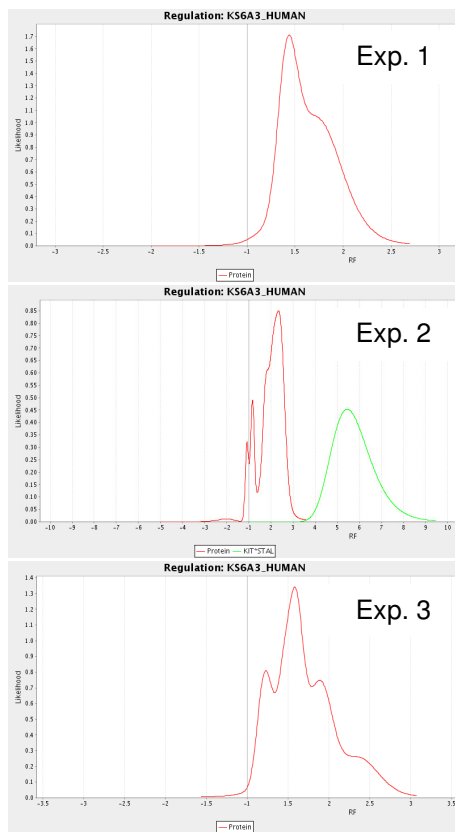 Regulation: KS6A3_HUMAN
Exp. 1
1.7
1.6
1.5
1.4
1.3
1.2
1.1
1.0
0.9
0.8
0.7
0.6
0.5
0.4
0.3
0.2
0.1
0.0
Likelihood
-3 -2 -1 1 2 3
RF
Protein
Regulation: KS6A3_HUMAN
Exp. 2
0.85
0.80
0.75
0.70
0.65
0.60
0.55
0.50
0.45
0.40
0.35
0.30
0.25
0.20
0.15
0.10
0.05
0.00
Likelihood
-10 -9 -8 -7 -6 -5 -4 -3 -2 -1 2 3 4 5 6 7 8 9 10
RF
Protein KIT*STAL
Regulation: KS6A3_HUMAN
Exp. 3
1.4
1.3
1.2
1.1
1.0
0.9
0.8
0.7
0.6
0.5
0.4
0.3
0.2
0.1
0.0
Likelihood
-3.5 -3 -2.5 -2 -1.5 1 1.5 2 2.5 3 3.5
RF
Protein